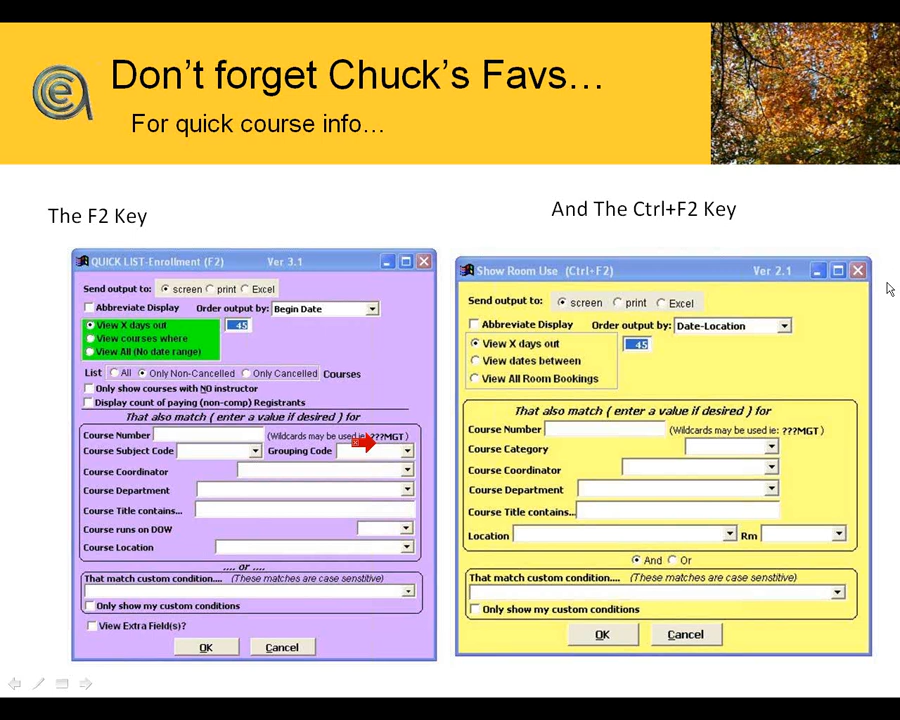 Don't forget Chuck's Favs...
For quick course info...
The F2 Key
And The Ctrl+F2 Key
QUICK LIST-Enrollment (F2) Ver 3.1
Send output to: screen print Excel
Abbreviate Display Order output by: Begin Date
View X days out 45
View courses where
View All (No date range)
List All Only Non-Cancelled Only Cancelled Courses
Only show courses with NO instructor
Display count of paying (non-comp) Registrants
That also match ( enter a value if desired ) for
Course Number (Wildcards may be used ie: ???MGT )
Course Subject Code Grouping Code
Course Coordinator
Course Department
Course Title contains...
Course runs on DOW
Course Location
.... or ....
That match custom condition.... (These matches are case senstitive)
Only show my custom conditions
View Extra Field(s)?
OK Cancel
Show Room Use (Ctrl+F2) Ver 2.1
Send output to: screen print Excel
Abbreviate Display Order output by: Date-Location
View X days out 45
View dates between
View All Room Bookings
That also match ( enter a value if desired ) for
Course Number (Wildcards may be used ie: ???MGT )
Course Category
Course Coordinator
Course Department
Course Title contains...
Location Rm
And Or
That match custom condition.... (These matches are case senstitive)
Only show my custom conditions
OK Cancel